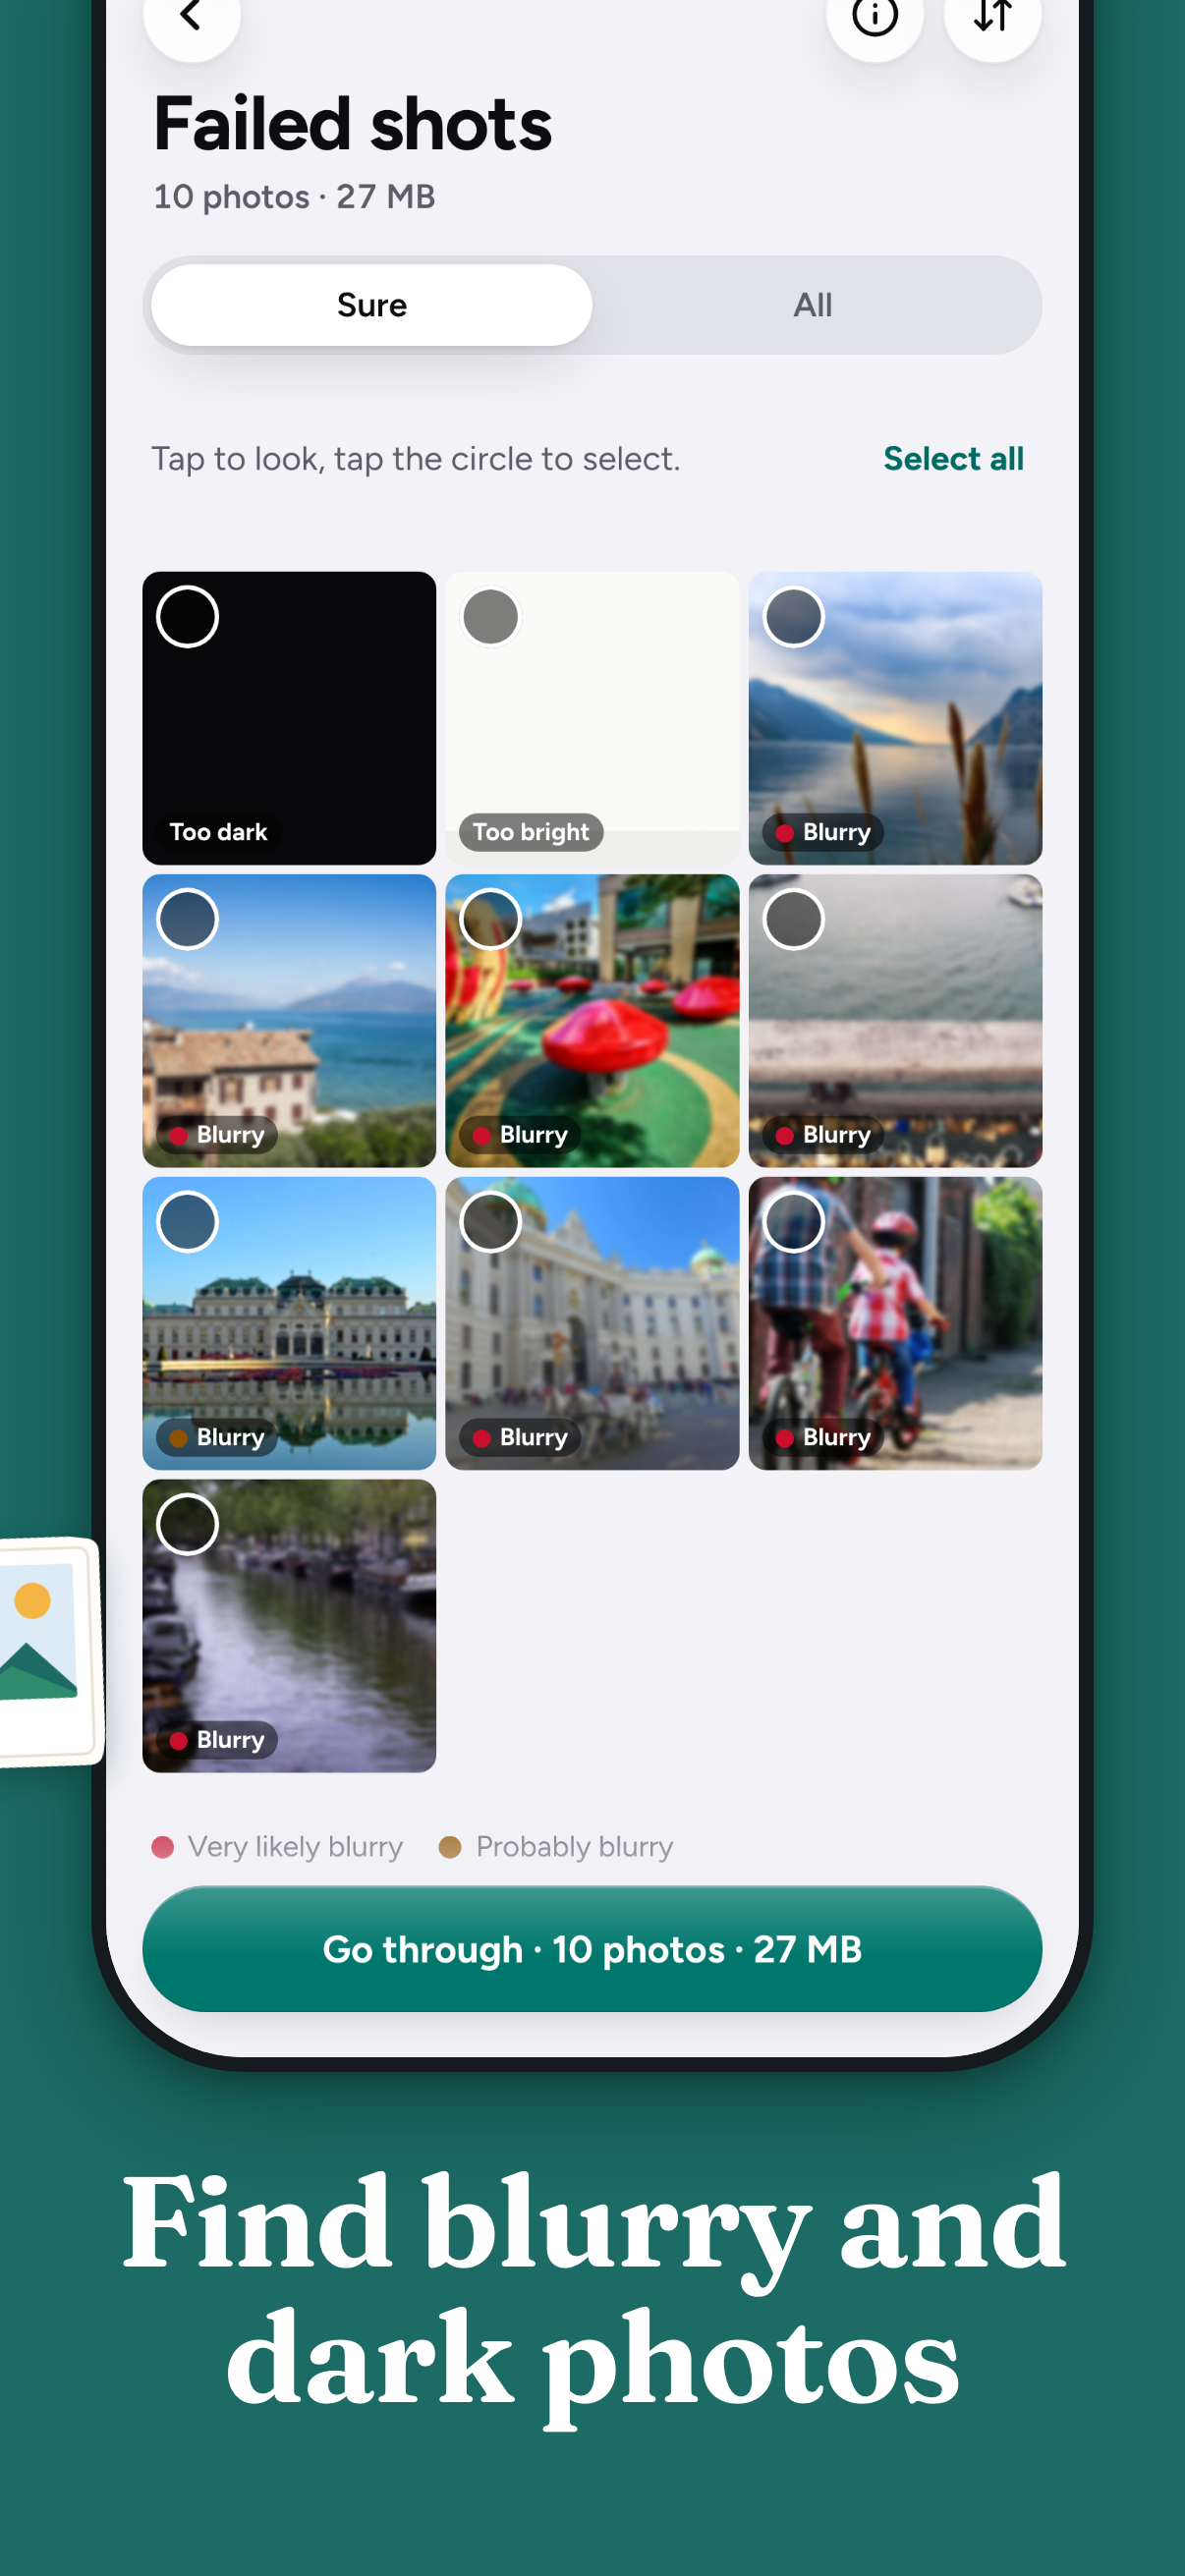 Failed shots
10 photos · 27 MB
Sure All
Tap to look, tap the circle to select. Select all
Too dark Too bright Blurry
Blurry Blurry Blurry
Blurry Blurry Blurry
Blurry
Very likely blurry Probably blurry
Go through · 10 photos · 27 MB
Find blurry and
dark photos